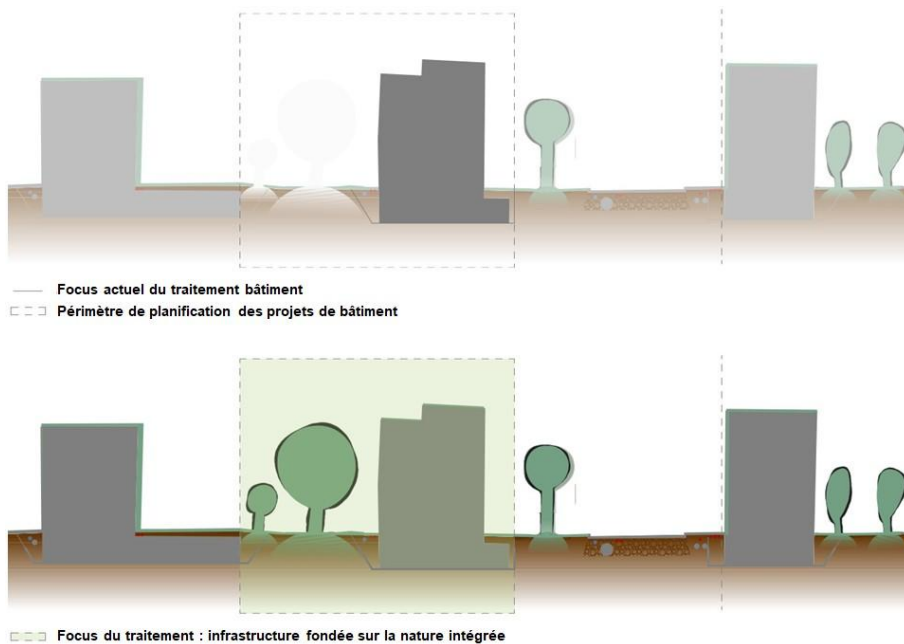 Focus actuel du traitement bâtiment
Périmètre de planification des projets de bâtiment
Focus du traitement : infrastructure fondée sur la nature intégrée